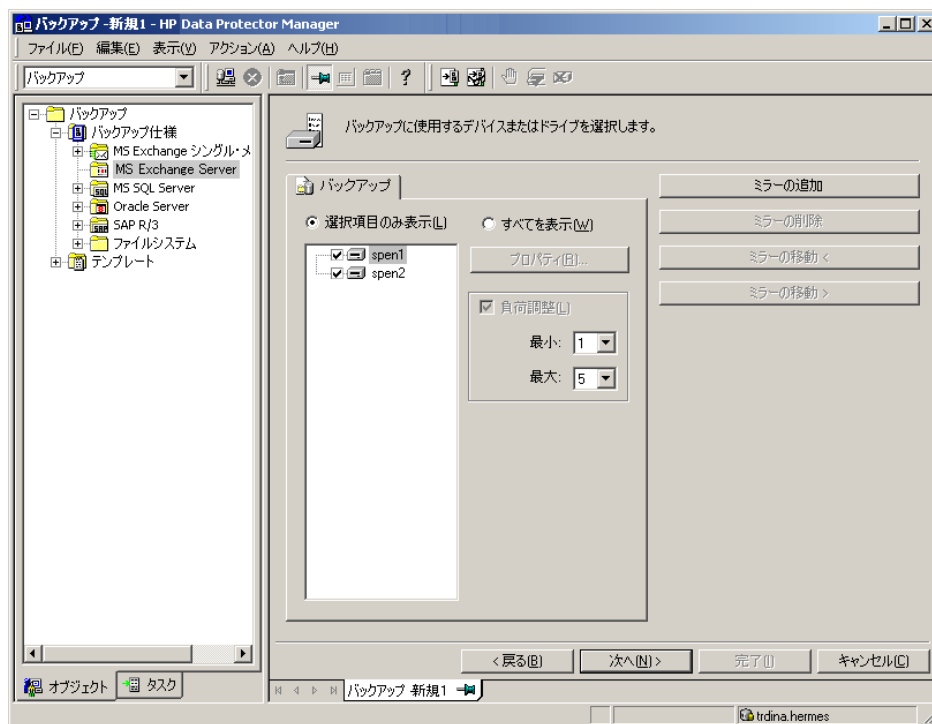 バックアップ -新規1 - HP Data Protector Manager
ファイル(F) 編集(E) 表示(V) アクション(A) ヘルプ(H)
バックアップ
バックアップ
バックアップ仕様
MS Exchange シングル・メ
MS Exchange Server
MS SQL Server
Oracle Server
SAP R/3
ファイルシステム
テンプレート
オブジェクト タスク
バックアップに使用するデバイスまたはドライブを選択します。
バックアップ
選択項目のみ表示(L) すべてを表示(W)
spen1
spen2
プロパティ(R)...
負荷調整(L)
最小: 1
最大: 5
ミラーの追加
ミラーの削除
ミラーの移動 <
ミラーの移動 >
< 戻る(B) 次へ(N) > 完了(I) キャンセル(C)
バックアップ 新規1
trdina.hermes